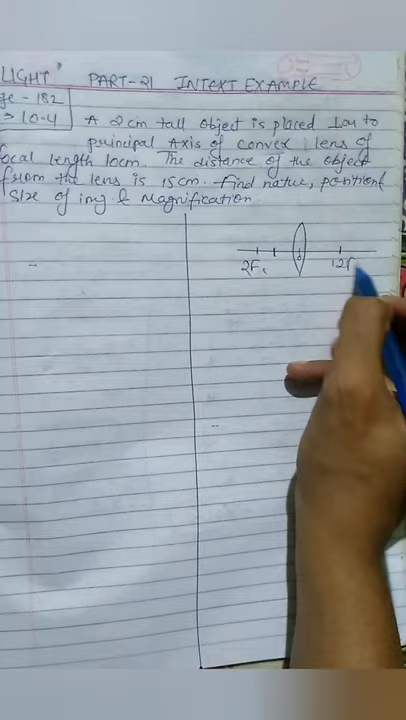 LIGHT" PART-21 INTEXT EXAMPLE
ge - 182
→ 10.4 A 2cm tall object is placed Lar to
principal Axis of convex lens of
focal length 10cm. The distance of the object
from the lens is 15cm. Find nature, position
size of img & Magnification
2F1